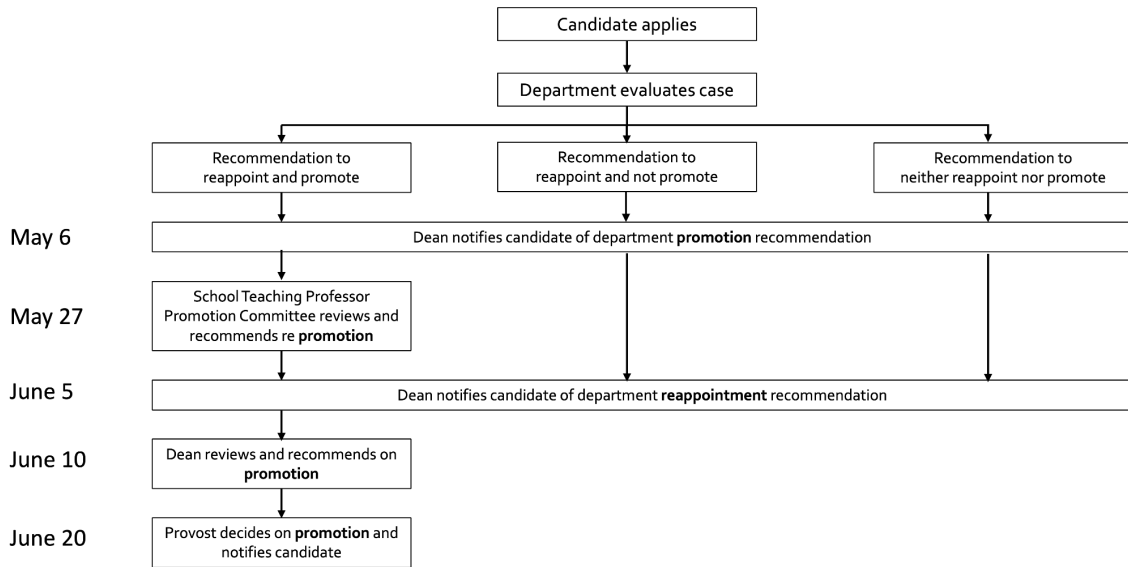 Candidate applies
Department evaluates case
Recommendation to
reappoint and promote
Recommendation to
reappoint and not promote
Recommendation to
neither reappoint nor promote
May 6
Dean notifies candidate of department promotion recommendation
May 27
School Teaching Professor
Promotion Committee reviews and
recommends re promotion
June 5
Dean notifies candidate of department reappointment recommendation
June 10
Dean reviews and recommends on
promotion
June 20
Provost decides on promotion and
notifies candidate